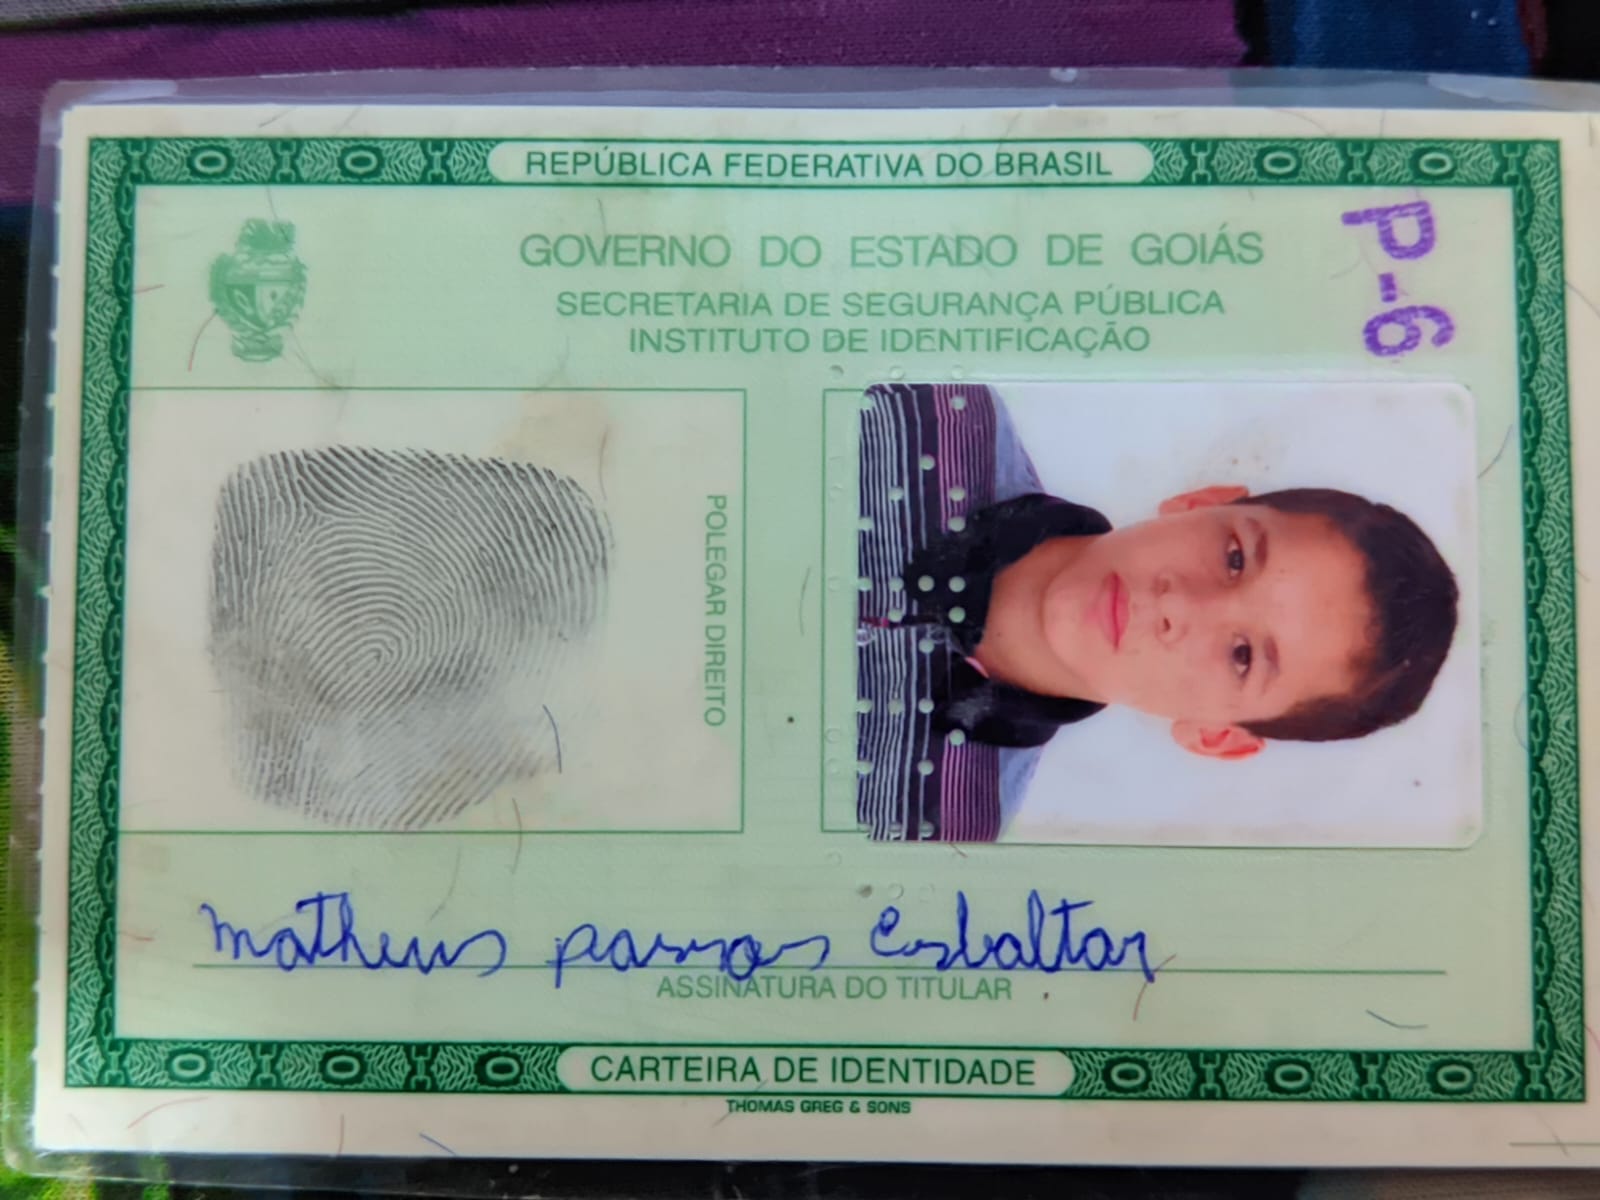 REPÚBLICA FEDERATIVA DO BRASIL
GOVERNO DO ESTADO DE GOIÁS
SECRETARIA DE SEGURANÇA PÚBLICA
INSTITUTO DE IDENTIFICAÇÃO
P-6
POLEGAR DIREITO
Matheus passos Esbaltar
ASSINATURA DO TITULAR
CARTEIRA DE IDENTIDADE
THOMAS GREG & SONS